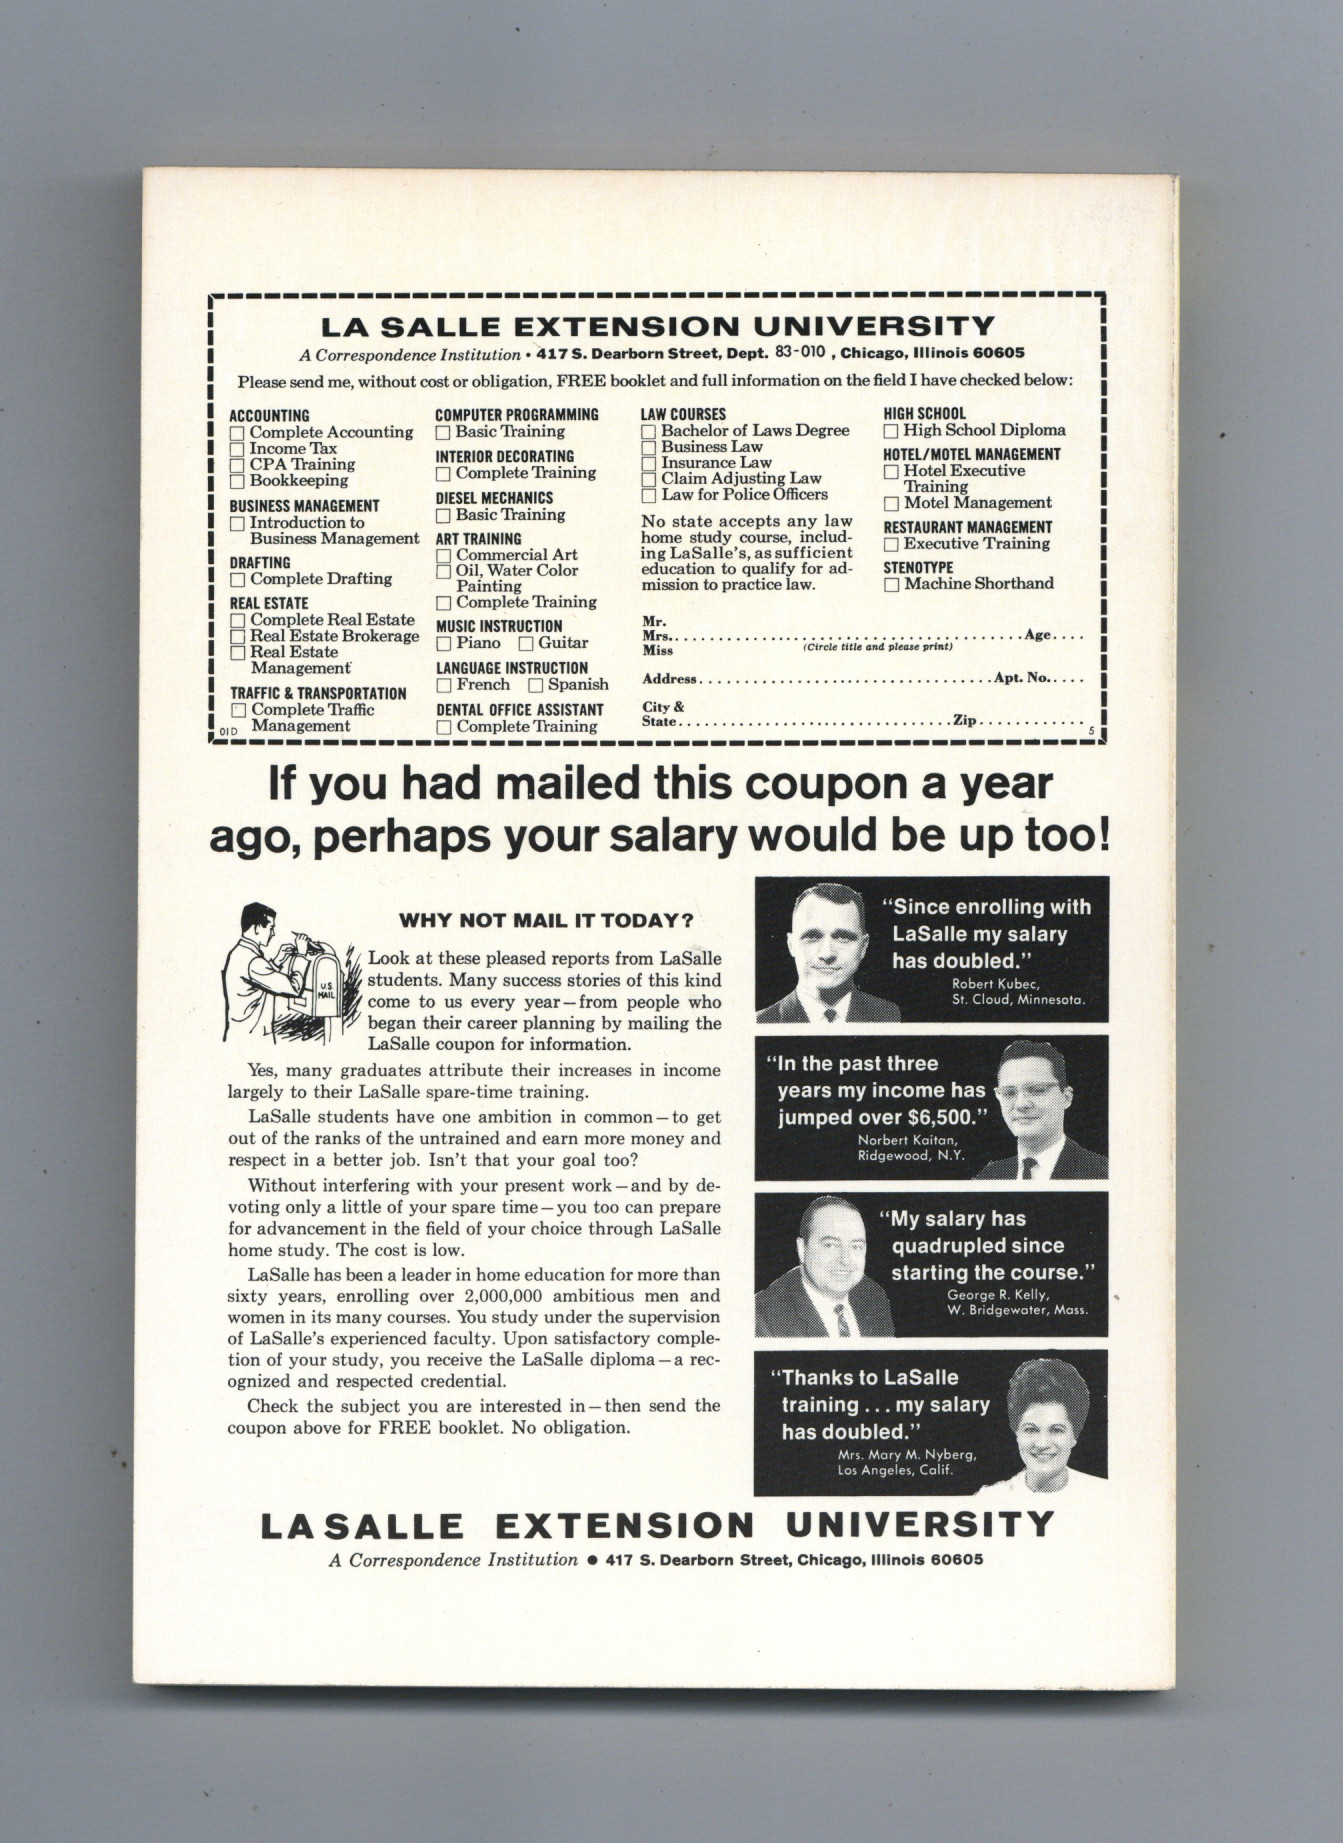 LA SALLE EXTENSION UNIVERSITY
A Correspondence Institution • 417 S. Dearborn Street, Dept. 83-010 , Chicago, Illinois 60605
Please send me, without cost or obligation, FREE booklet and full information on the field I have checked below:
ACCOUNTING
Complete Accounting
Income Tax
CPA Training
Bookkeeping
BUSINESS MANAGEMENT
Introduction to
Business Management
DRAFTING
Complete Drafting
REAL ESTATE
Complete Real Estate
Real Estate Brokerage
Real Estate
Management
TRAFFIC & TRANSPORTATION
Complete Traffic
Management
01D
COMPUTER PROGRAMMING
Basic Training
INTERIOR DECORATING
Complete Training
DIESEL MECHANICS
Basic Training
ART TRAINING
Commercial Art
Oil, Water Color
Painting
Complete Training
MUSIC INSTRUCTION
Piano Guitar
LANGUAGE INSTRUCTION
French Spanish
DENTAL OFFICE ASSISTANT
Complete Training
LAW COURSES
Bachelor of Laws Degree
Business Law
Insurance Law
Claim Adjusting Law
Law for Police Officers
No state accepts any law
home study course, includ-
ing LaSalle's, as sufficient
education to qualify for ad-
mission to practice law.
HIGH SCHOOL
High School Diploma
HOTEL/MOTEL MANAGEMENT
Hotel Executive
Training
Motel Management
RESTAURANT MANAGEMENT
Executive Training
STENOTYPE
Machine Shorthand
Mr.
Mrs. Age
Miss (Circle title and please print)
Address Apt. No.
City &
State Zip
5
If you had mailed this coupon a year
ago, perhaps your salary would be up too!
U.S.
MAIL
WHY NOT MAIL IT TODAY?
Look at these pleased reports from LaSalle
students. Many success stories of this kind
come to us every year—from people who
began their career planning by mailing the
LaSalle coupon for information.
Yes, many graduates attribute their increases in income
largely to their LaSalle spare-time training.
LaSalle students have one ambition in common—to get
out of the ranks of the untrained and earn more money and
respect in a better job. Isn't that your goal too?
Without interfering with your present work—and by de-
voting only a little of your spare time—you too can prepare
for advancement in the field of your choice through LaSalle
home study. The cost is low.
LaSalle has been a leader in home education for more than
sixty years, enrolling over 2,000,000 ambitious men and
women in its many courses. You study under the supervision
of LaSalle's experienced faculty. Upon satisfactory comple-
tion of your study, you receive the LaSalle diploma—a rec-
ognized and respected credential.
Check the subject you are interested in—then send the
coupon above for FREE booklet. No obligation.
"Since enrolling with
LaSalle my salary
has doubled."
Robert Kubec,
St. Cloud, Minnesota.
"In the past three
years my income has
jumped over $6,500."
Norbert Kaitan,
Ridgewood, N.Y.
"My salary has
quadrupled since
starting the course."
George R. Kelly,
W. Bridgewater, Mass.
"Thanks to LaSalle
training . . . my salary
has doubled."
Mrs. Mary M. Nyberg,
Los Angeles, Calif.
LA SALLE EXTENSION UNIVERSITY
A Correspondence Institution • 417 S. Dearborn Street, Chicago, Illinois 60605